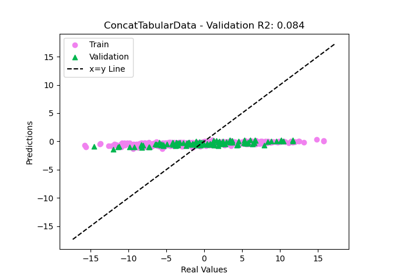 ConcatTabularData - Validation R2: 0.084
Train
Validation
x=y Line
15
10
5
0
−5
−10
−15
Predictions
−15 −10 −5 0 5 10 15
Real Values